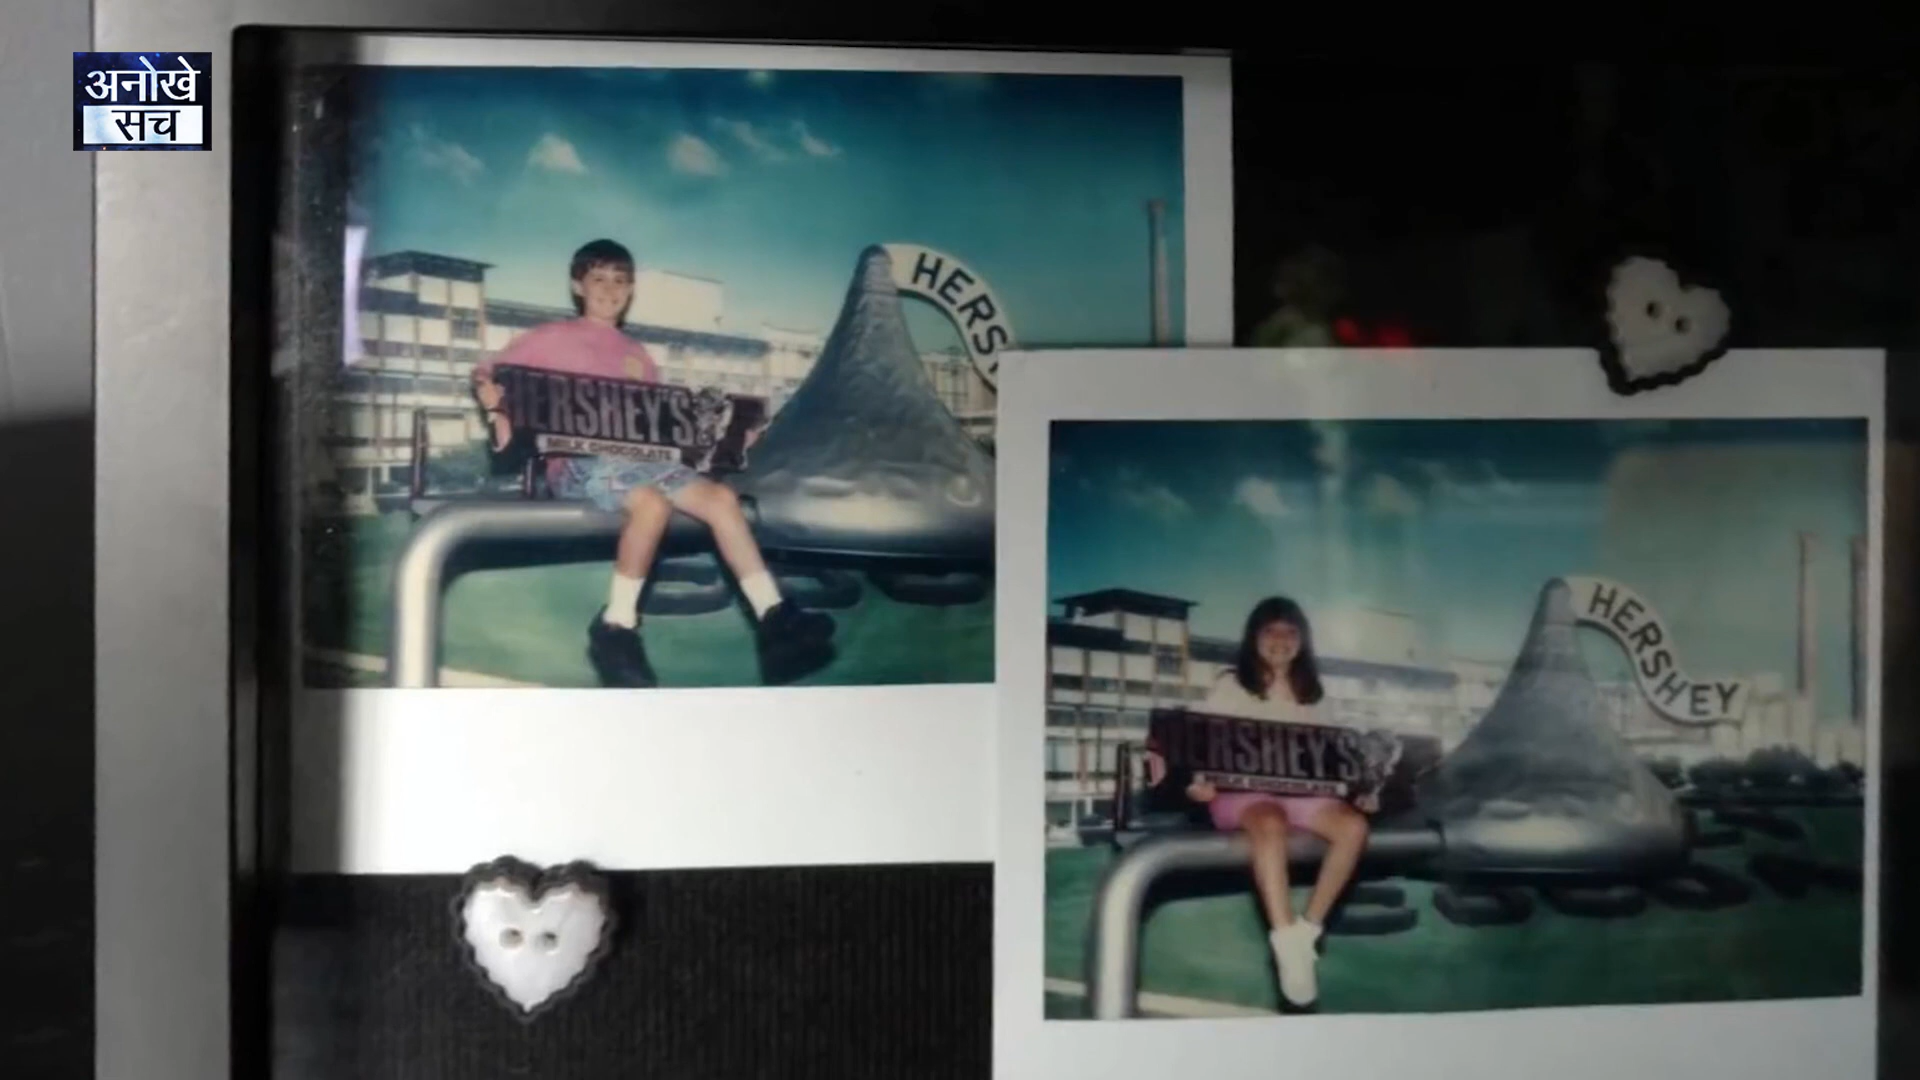 अनोखे
सच
HERS
HERSHEY'S
MILK CHOCOLATE
HERSHEY
HERSHEY'S
MILK CHOCOLATE